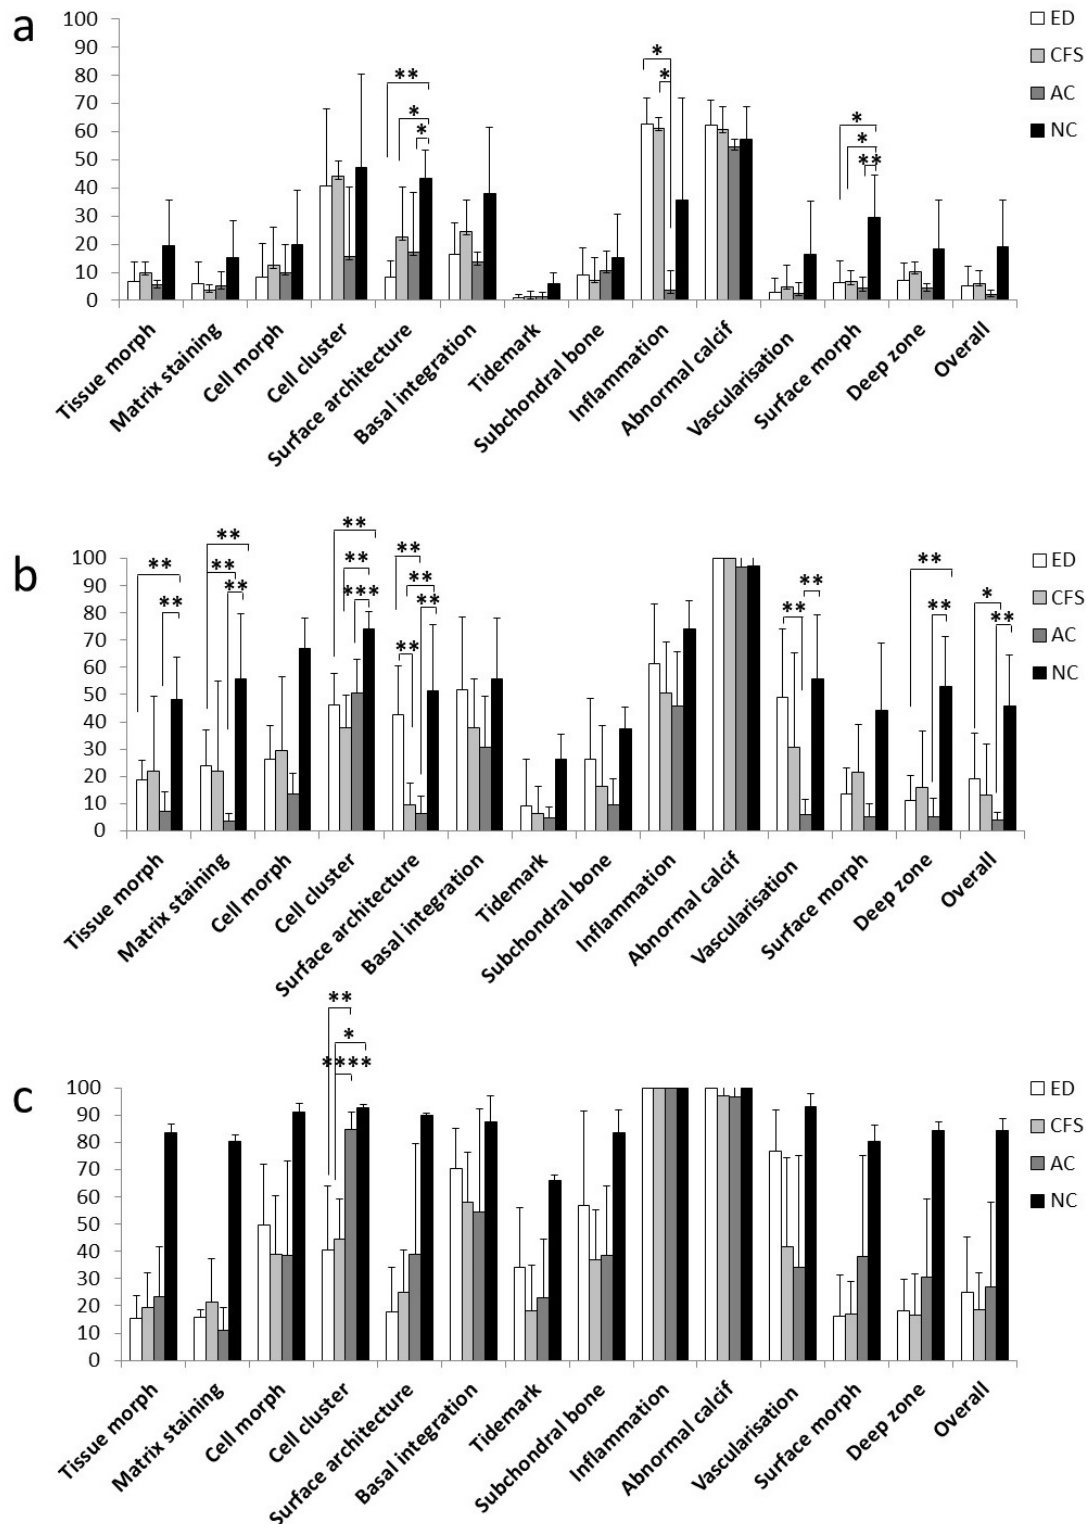 a
100
90
80
70
60
50
40
30
20
10
0
**
*
*
*
*
*
*
**
ED
CFS
AC
NC
Tissue morph
Matrix staining
Cell morph
Cell cluster
Surface architecture
Basal integration
Tidemark
Subchondral bone
Inflammation
Abnormal calcif
Vascularisation
Surface morph
Deep zone
Overall
b
100
90
80
70
60
50
40
30
20
10
0
**
**
**
**
**
**
**
***
**
**
**
**
**
**
**
**
*
**
ED
CFS
AC
NC
Tissue morph
Matrix staining
Cell morph
Cell cluster
Surface architecture
Basal integration
Tidemark
Subchondral bone
Inflammation
Abnormal calcif
Vascularisation
Surface morph
Deep zone
Overall
c
100
90
80
70
60
50
40
30
20
10
0
**
*
****
ED
CFS
AC
NC
Tissue morph
Matrix staining
Cell morph
Cell cluster
Surface architecture
Basal integration
Tidemark
Subchondral bone
Inflammation
Abnormal calcif
Vascularisation
Surface morph
Deep zone
Overall